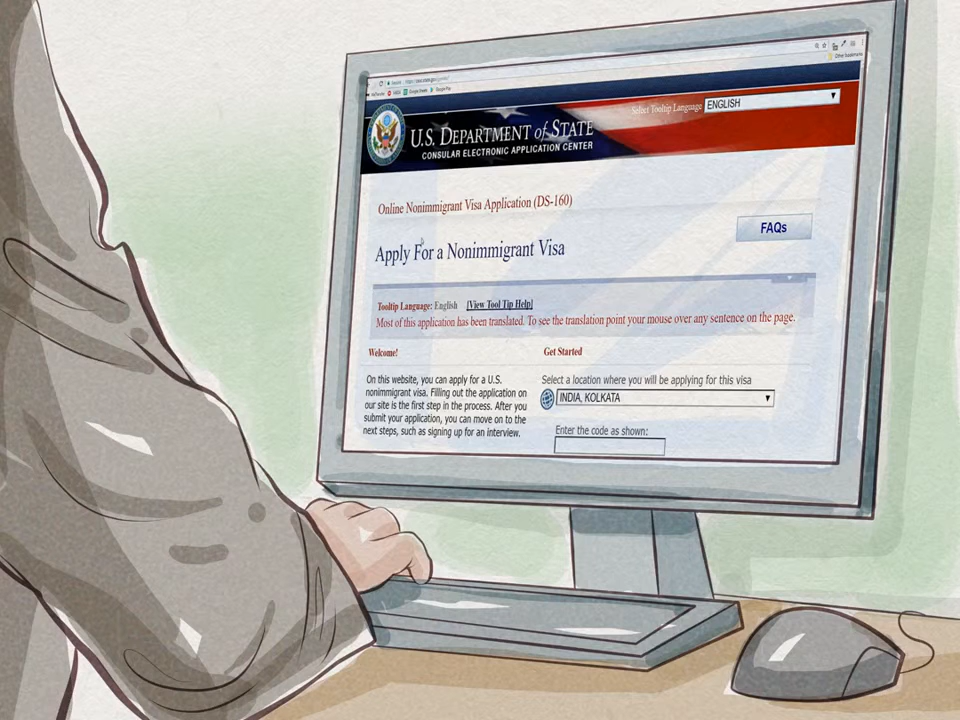 Other bookmarks
Select Tooltip Language ENGLISH
U.S. DEPARTMENT of STATE
CONSULAR ELECTRONIC APPLICATION CENTER
Online Nonimmigrant Visa Application (DS-160)
FAQs
Apply For a Nonimmigrant Visa
Tooltip Language: English [View Tool Tip Help]
Most of this application has been translated. To see the translation point your mouse over any sentence on the page.
Welcome!
On this website, you can apply for a U.S.
nonimmigrant visa. Filling out the application on
our site is the first step in the process. After you
submit your application, you can move on to the
next steps, such as signing up for an interview.
Get Started
Select a location where you will be applying for this visa
INDIA, KOLKATA
Enter the code as shown: